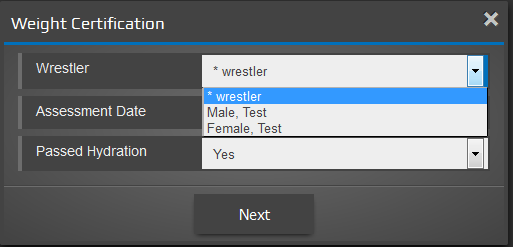 Weight Certification
Wrestler
* wrestler
* wrestler
Male, Test
Assessment Date
Female, Test
Passed Hydration
Yes
Next